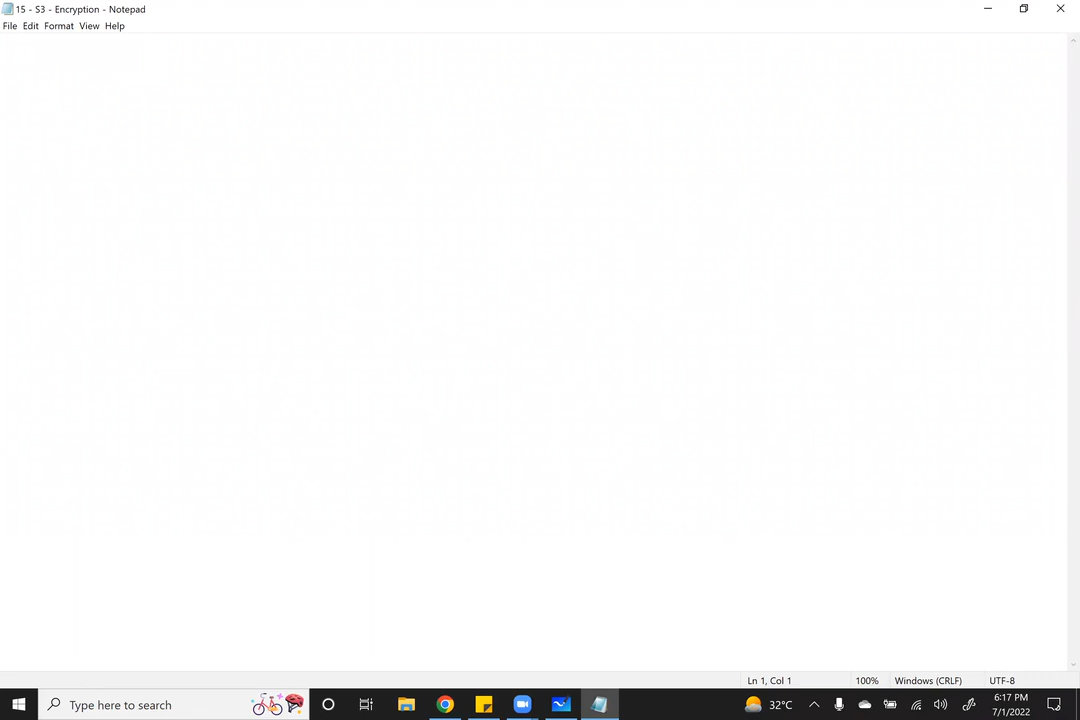 15 - S3 - Encryption - Notepad
File Edit Format View Help
Ln 1, Col 1
100%
Windows (CRLF)
UTF-8
Type here to search
32°C
6:17 PM
7/1/2022